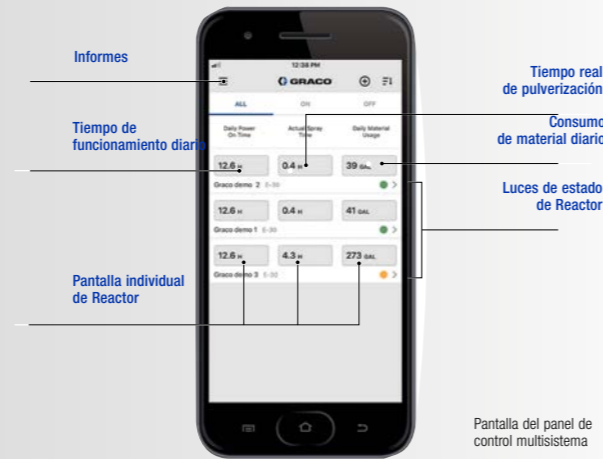 Informes
Tiempo de
funcionamiento diario
Pantalla individual
de Reactor
12:38 PM
GRACO
ALL ON OFF
Daily Power
On Time
Actual Spray
Time
Daily Material
Usage
12.6 H 0.4 H 39 GAL
Graco demo 2 E-30
12.6 H 0.4 H 41 GAL
Graco demo 1 E-30
12.6 H 4.3 H 273 GAL
Graco demo 3 E-30
Tiempo real
de pulverización
Consumo
de material diario
Luces de estado
de Reactor
Pantalla del panel de
control multisistema